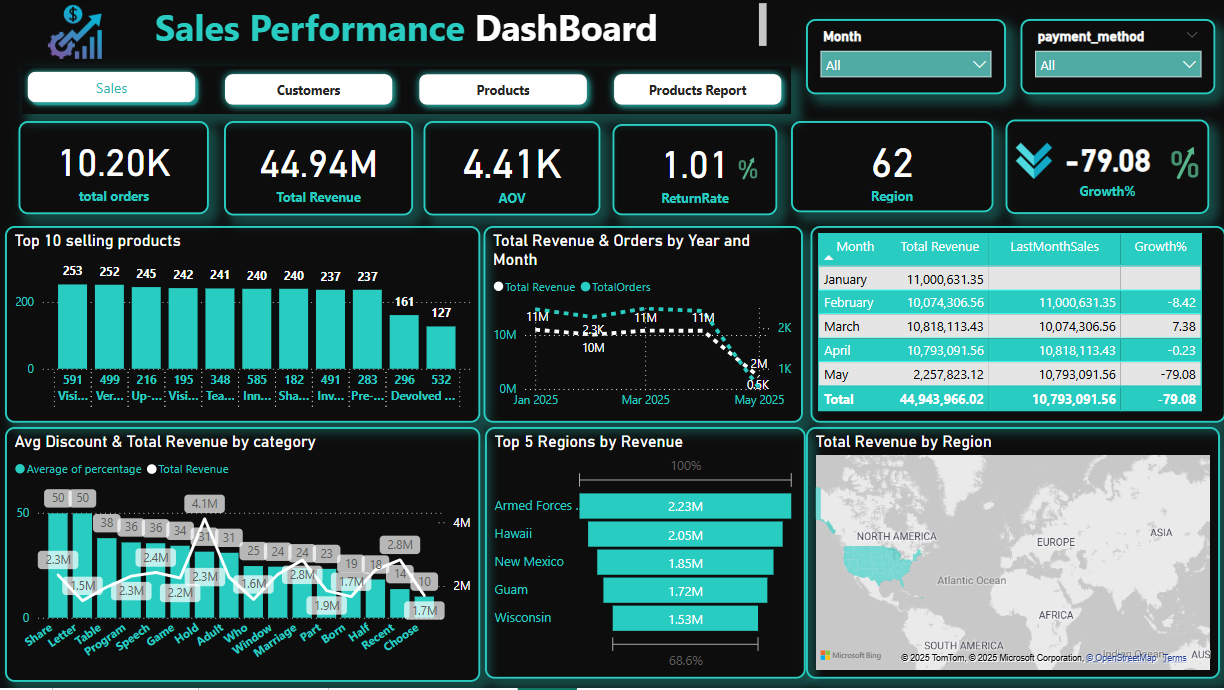 Sales Performance DashBoard
Month
All
payment_method
All
Sales
Customers
Products
Products Report
10.20K
total orders
44.94M
Total Revenue
4.41K
AOV
1.01 %
ReturnRate
62
Region
-79.08 %
Growth%
Top 10 selling products
253 252 245 242 241 240 240 237 237 161 127
200
0
591 499 216 195 348 585 182 491 283 296 532
Visi... Ver... Up-... Visi... Tea... Inn... Sha... Inv... Pre-... Devolved ...
Total Revenue & Orders by Year and
Month
Total Revenue TotalOrders
11M 11M 11M
2.3K
10M 2K
10M
2M 1K
0.5K
0M
Jan 2025 Mar 2025 May 2025
Month Total Revenue LastMonthSales Growth%
January 11,000,631.35
February 10,074,306.56 11,000,631.35 -8.42
March 10,818,113.43 10,074,306.56 7.38
April 10,793,091.56 10,818,113.43 -0.23
May 2,257,823.12 10,793,091.56 -79.08
Total 44,943,966.02 10,793,091.56 -79.08
Avg Discount & Total Revenue by category
Average of percentage Total Revenue
50 50 38 36 36 34 31 31 25 24 24 23 19 18 14 10
2.3M 1.5M 2.3M 2.4M 2.2M 4.1M 2.3M 1.6M 2.8M 1.9M 1.7M 2.8M 1.7M
50
0
4M
2M
Share Letter Table Program Speech Game Hold Adult Who Window Marriage Part Born Half Recent Choose
Top 5 Regions by Revenue
100%
Armed Forces . 2.23M
Hawaii 2.05M
New Mexico 1.85M
Guam 1.72M
Wisconsin 1.53M
68.6%
Total Revenue by Region
NORTH AMERICA
EUROPE
ASIA
Atlantic Ocean
AFRICA
SOUTH AMERICA
Indian Ocean
AUS
Microsoft Bing
© 2025 TomTom, © 2025 Microsoft Corporation, © OpenStreetMap Terms